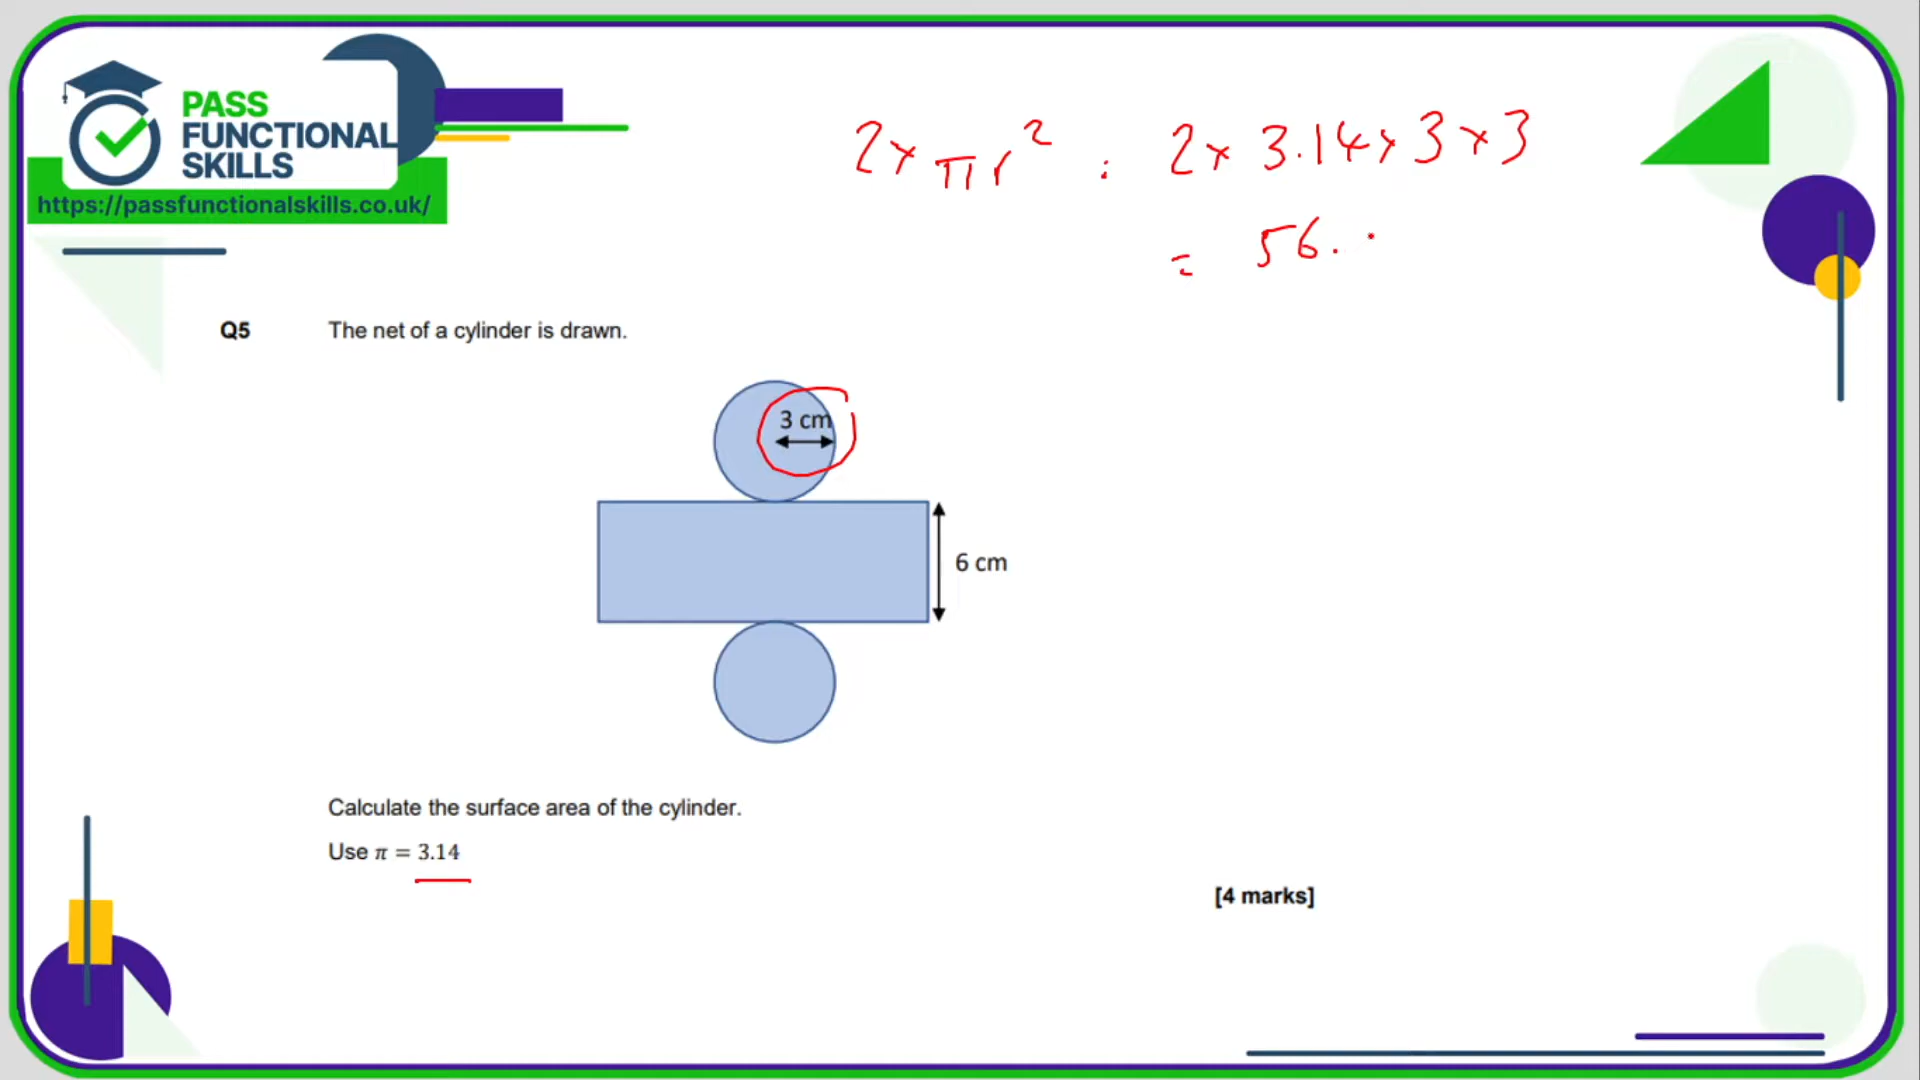 PASS
FUNCTIONAL
SKILLS
https://passfunctionalskills.co.uk/
2 × πr² : 2 × 3.14 × 3 × 3
= 56.
Q5 The net of a cylinder is drawn.
3 cm
6 cm
Calculate the surface area of the cylinder.
Use π = 3.14
[4 marks]